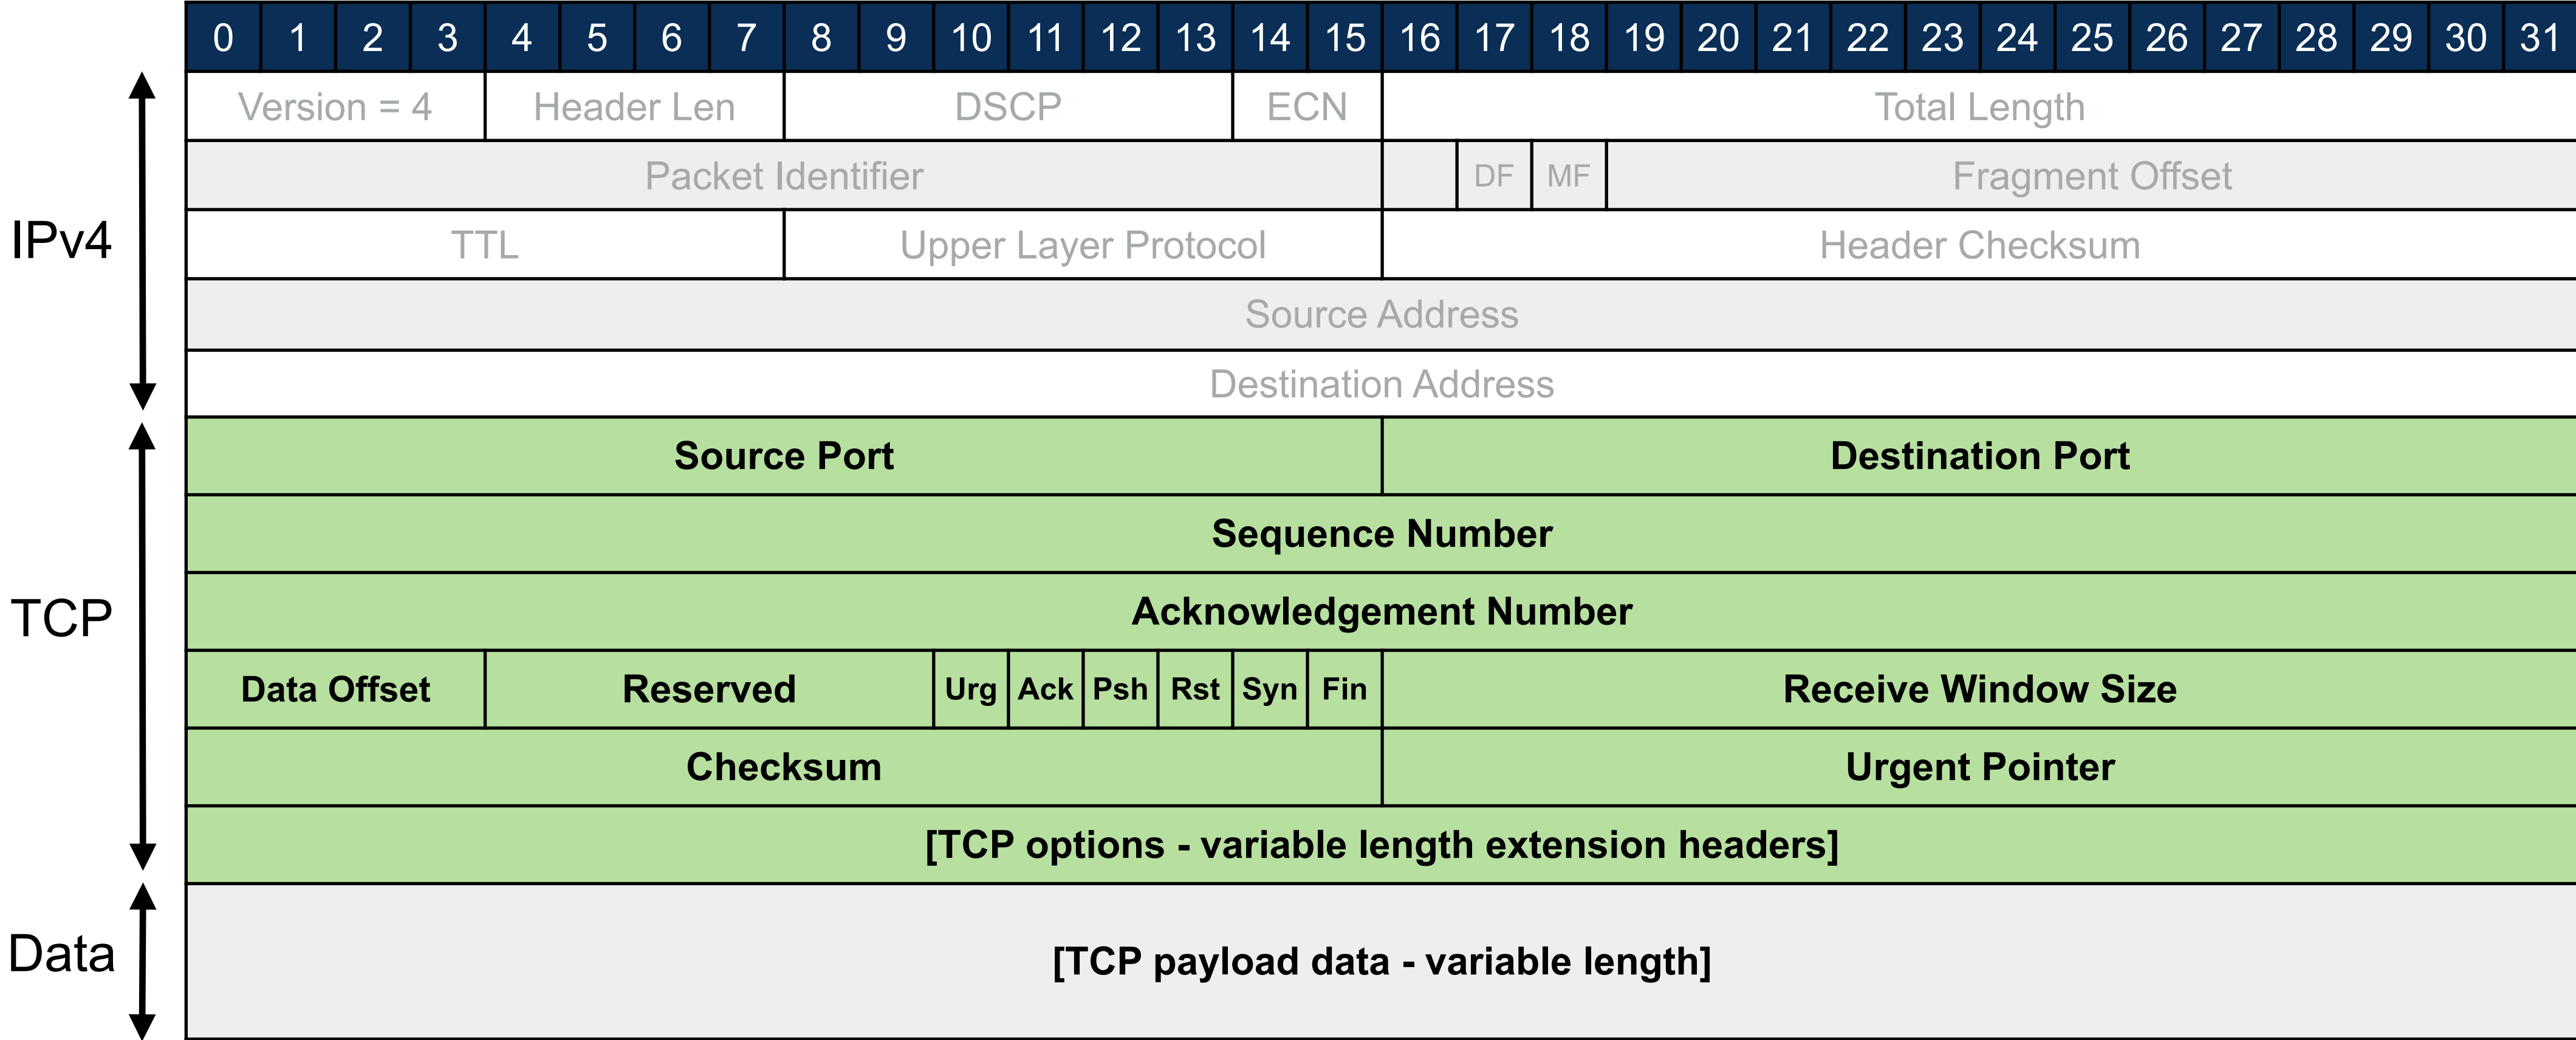 0 1 2 3 4 5 6 7 8 9 10 11 12 13 14 15 16 17 18 19 20 21 22 23 24 25 26 27 28 29 30 31
Version = 4 Header Len DSCP ECN Total Length
Packet Identifier DF MF Fragment Offset
IPv4
TTL Upper Layer Protocol Header Checksum
Source Address
Destination Address
Source Port Destination Port
Sequence Number
TCP
Acknowledgement Number
Data Offset Reserved Urg Ack Psh Rst Syn Fin Receive Window Size
Checksum Urgent Pointer
[TCP options - variable length extension headers]
Data
[TCP payload data - variable length]